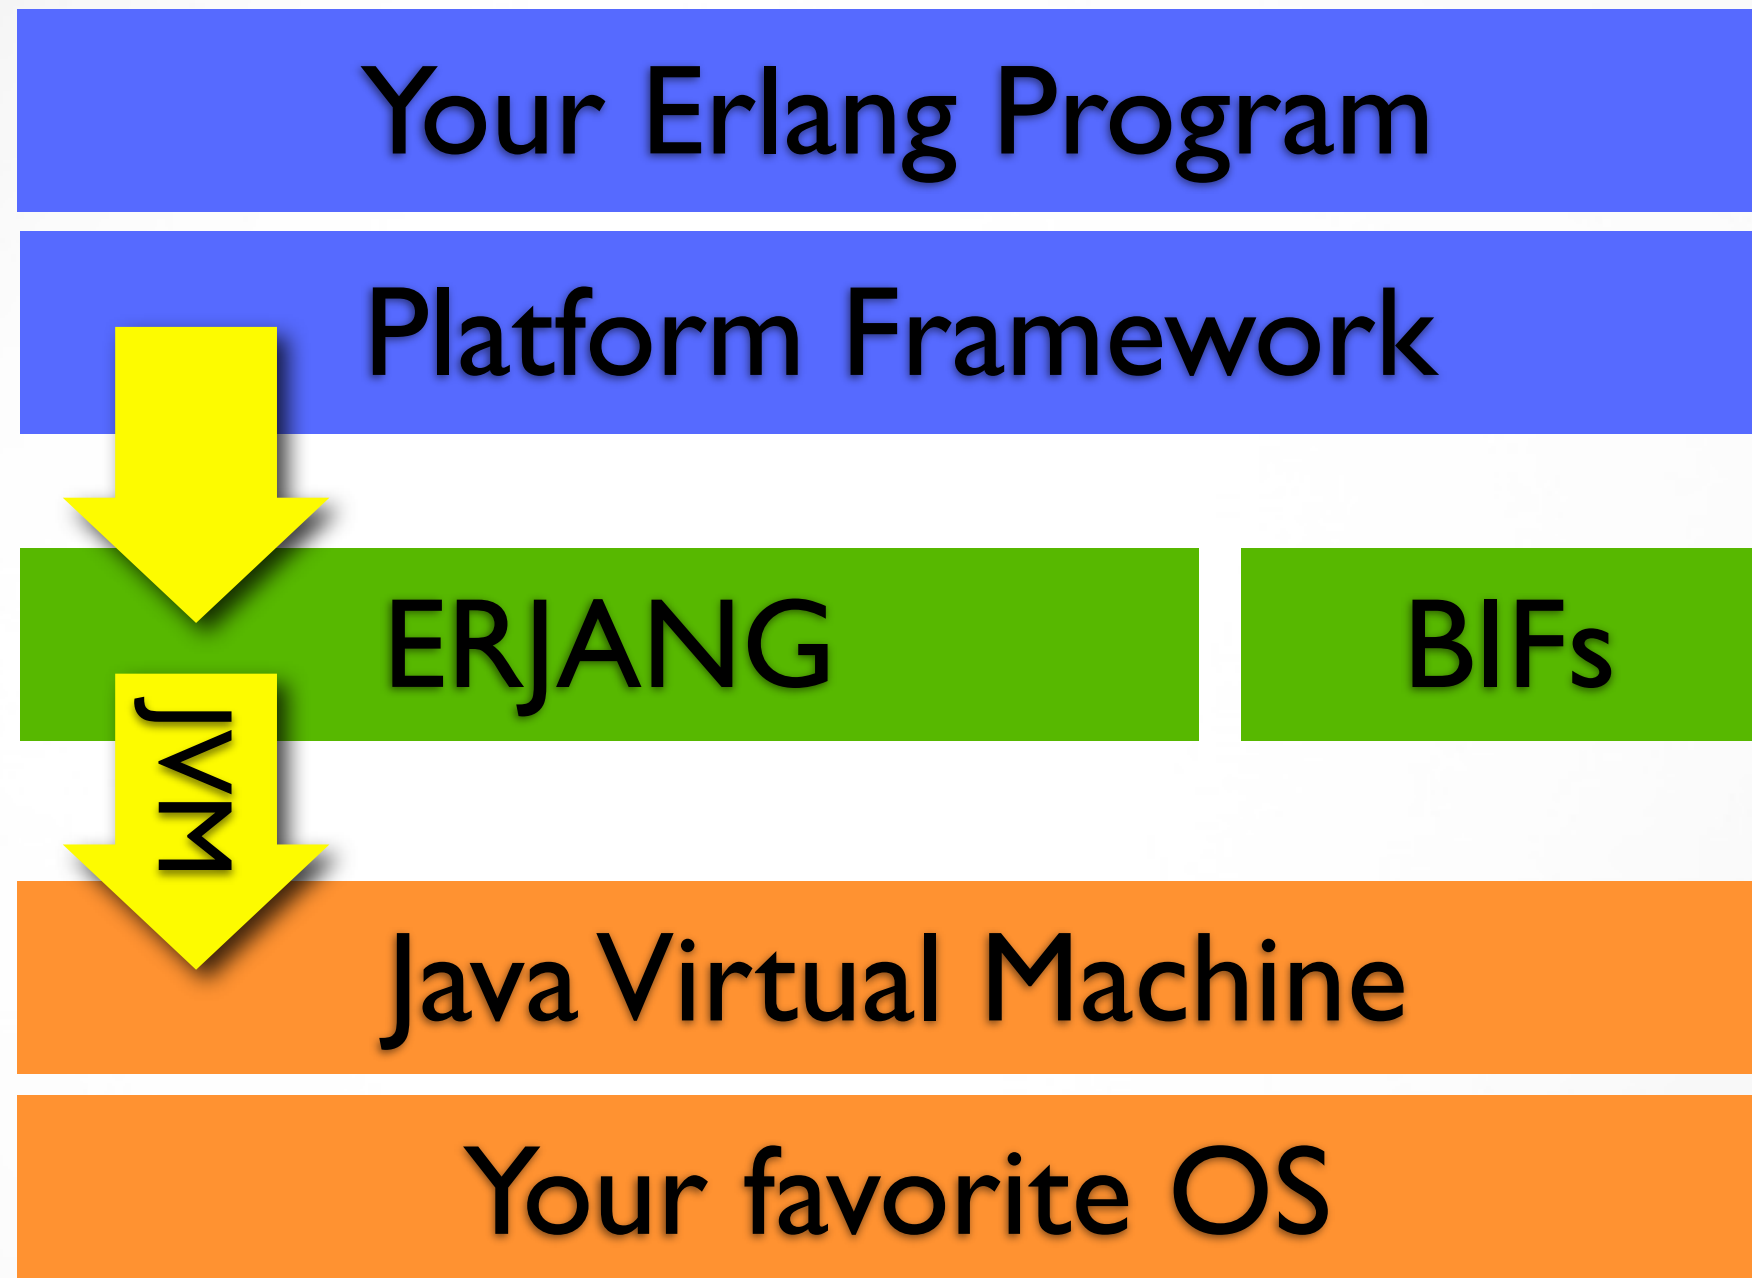 Your Erlang Program
Platform Framework
ERJANG
BIFs
JVM
Java Virtual Machine
Your favorite OS